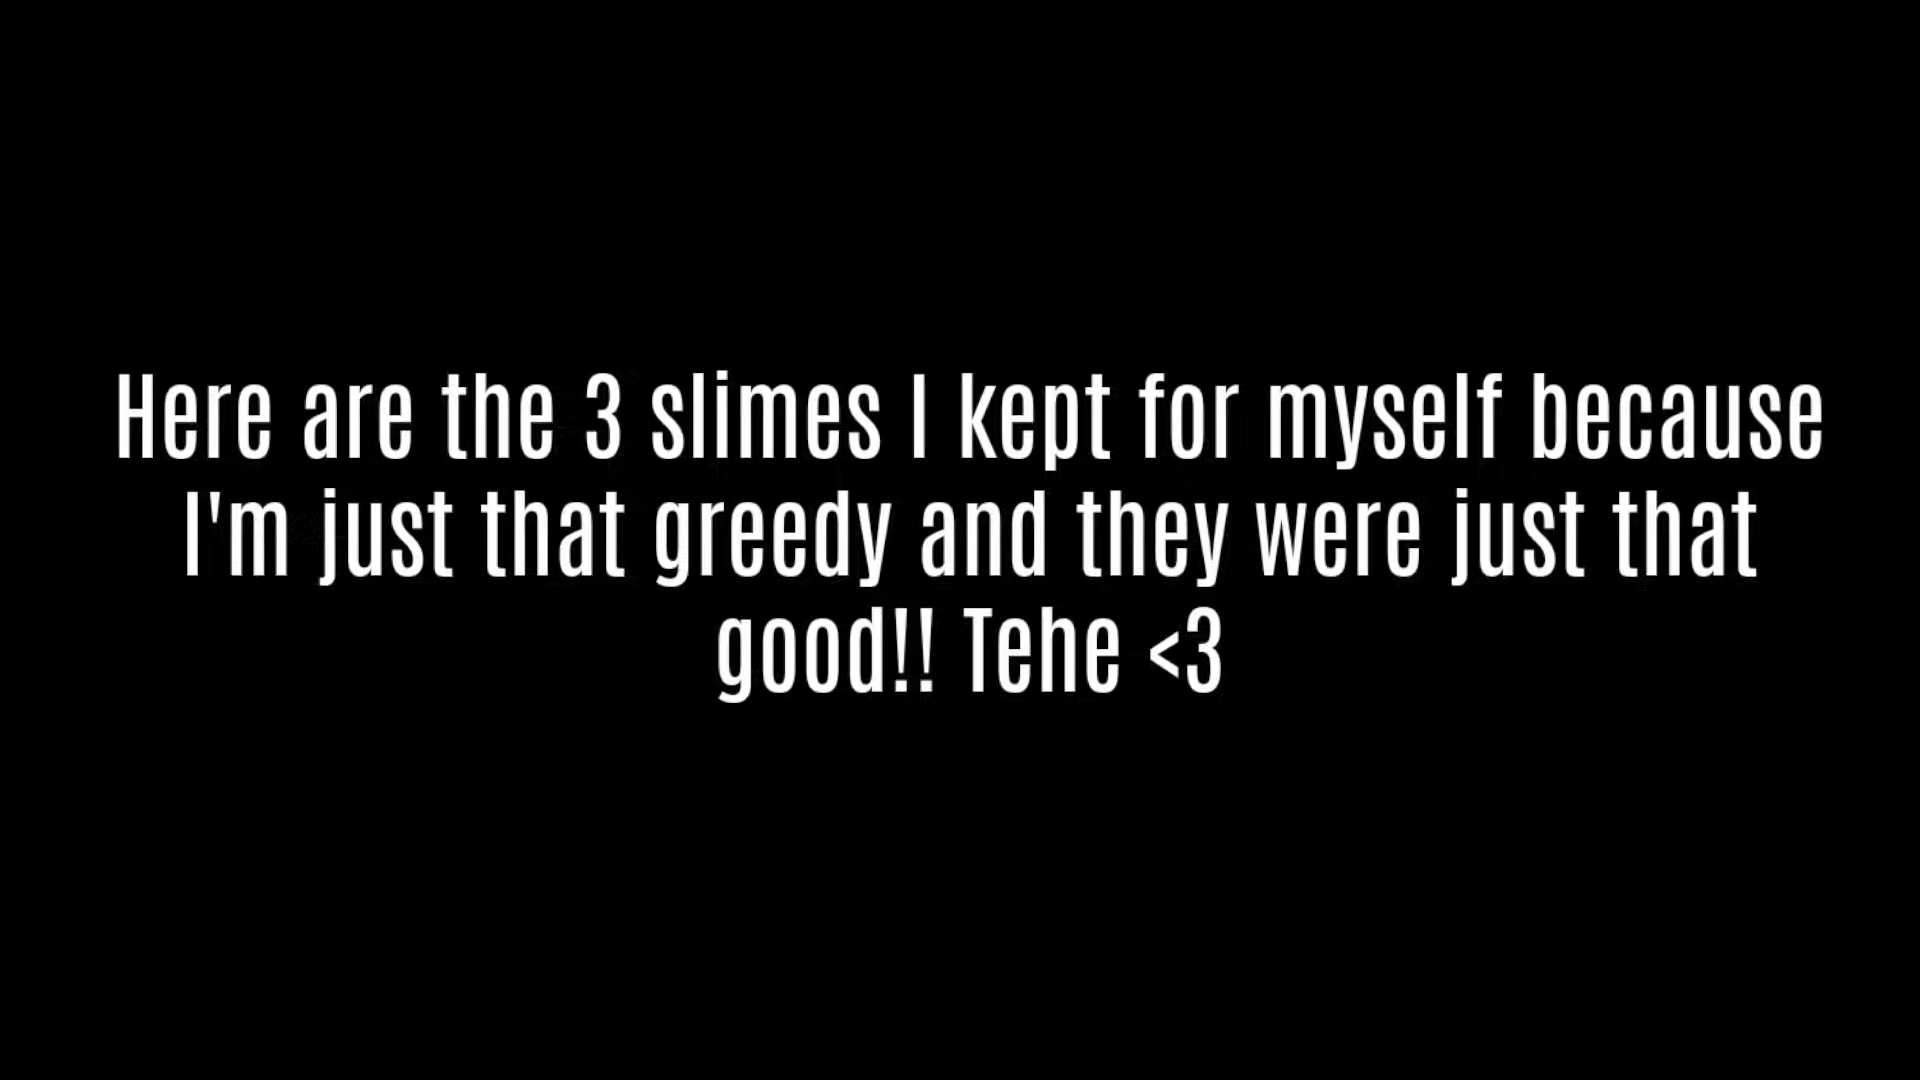 Here are the 3 slimes I kept for myself because
I'm just that greedy and they were just that
good!! Tehe <3